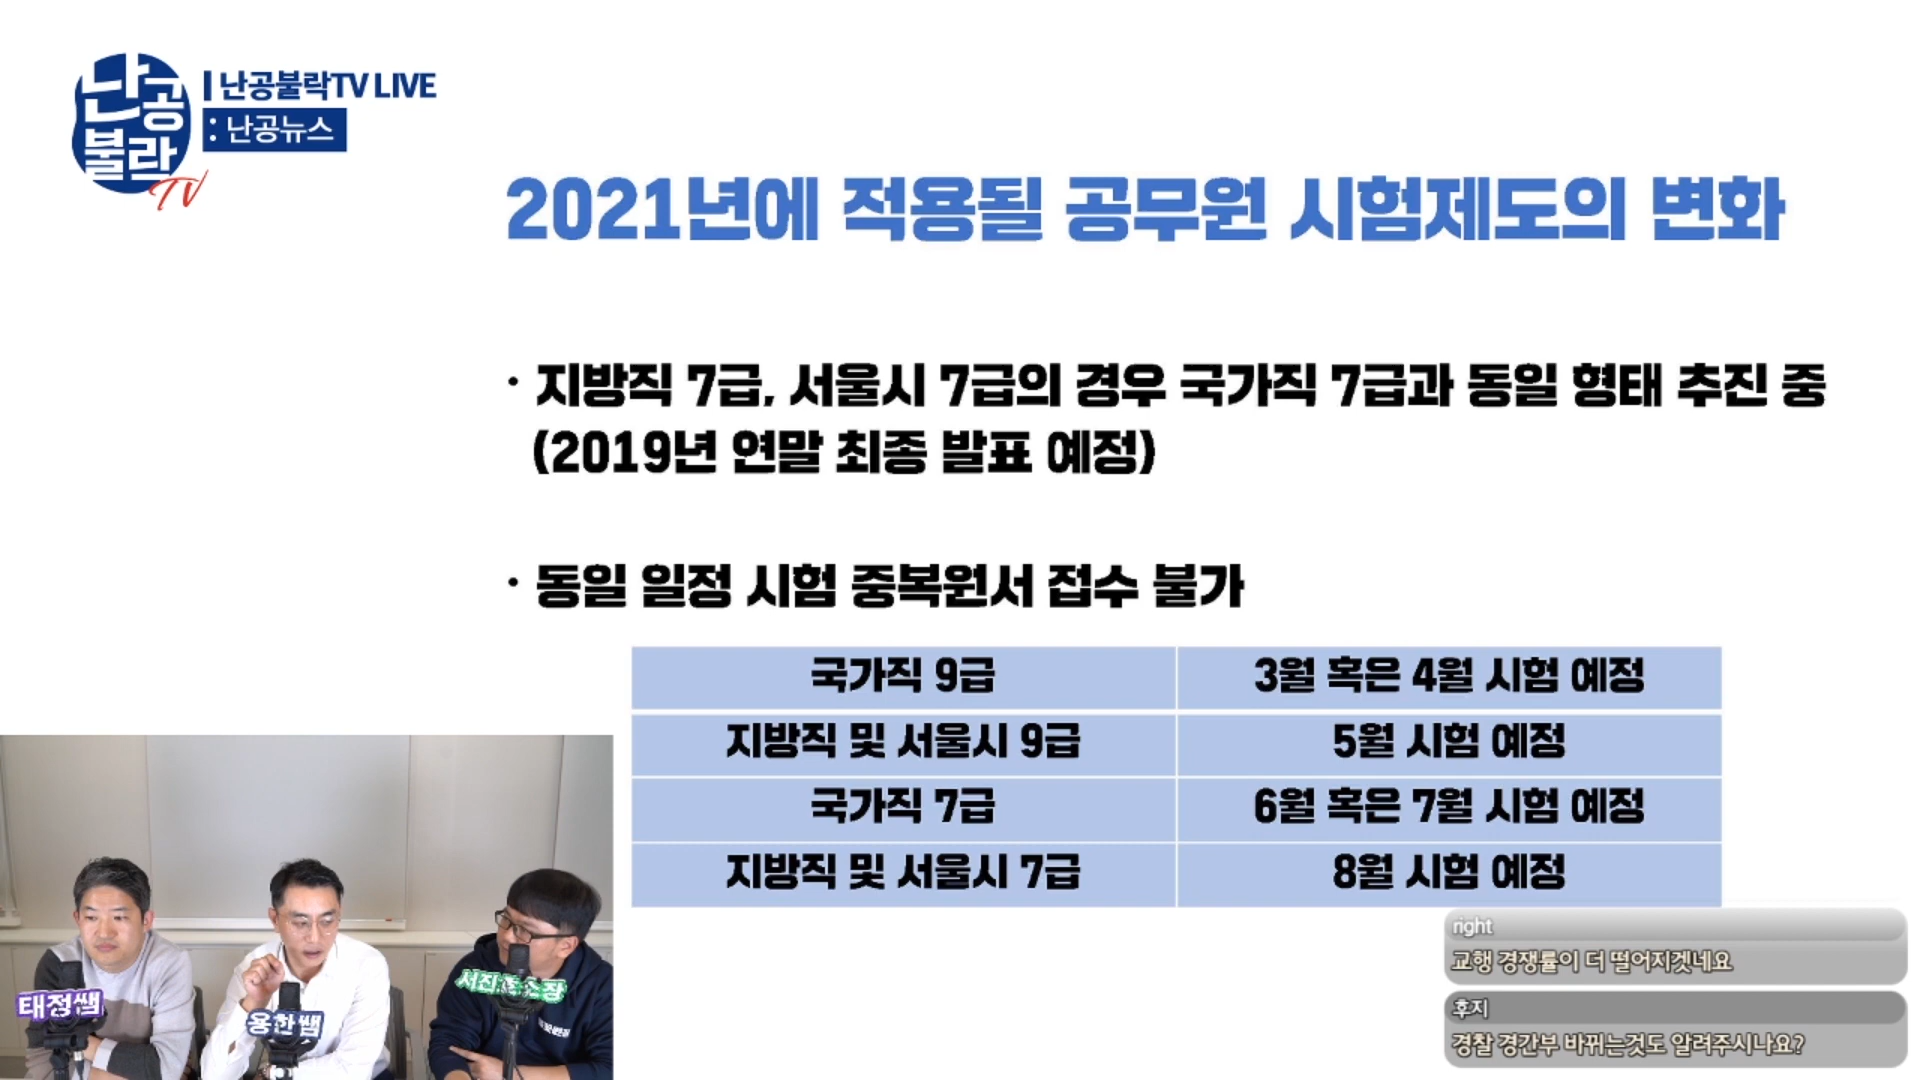 난공불락 TV
| 난공불락TV LIVE
: 난공뉴스
2021년에 적용될 공무원 시험제도의 변화
· 지방직 7급, 서울시 7급의 경우 국가직 7급과 동일 형태 추진 중
(2019년 연말 최종 발표 예정)
· 동일 일정 시험 중복원서 접수 불가
국가직 9급 3월 혹은 4월 시험 예정
지방직 및 서울시 9급 5월 시험 예정
국가직 7급 6월 혹은 7월 시험 예정
지방직 및 서울시 7급 8월 시험 예정
태정쌤
용한쌤
right
교행 경쟁률이 더 떨어지겟네요
후지
경찰 경간부 바뀌는것도 알려주시나요?